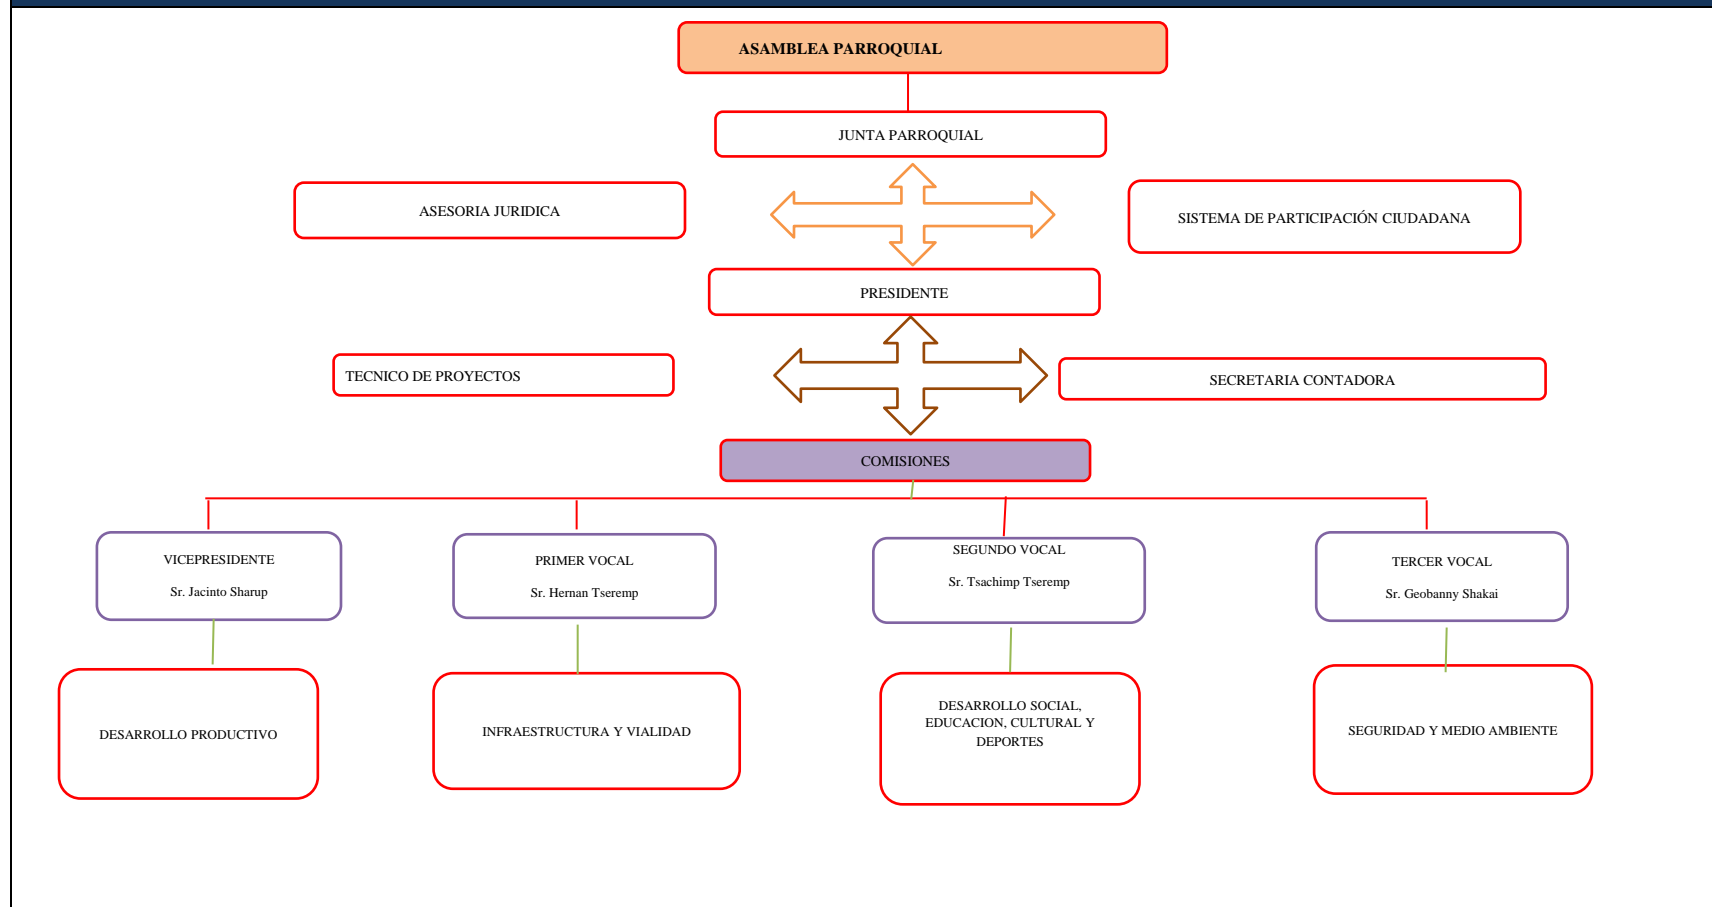 ASAMBLEA PARROQUIAL
JUNTA PARROQUIAL
ASESORIA JURIDICA
SISTEMA DE PARTICIPACIÓN CIUDADANA
PRESIDENTE
TECNICO DE PROYECTOS
SECRETARIA CONTADORA
COMISIONES
VICEPRESIDENTE
Sr. Jacinto Sharup
PRIMER VOCAL
Sr. Hernan Tseremp
SEGUNDO VOCAL
Sr. Tsachimp Tseremp
TERCER VOCAL
Sr. Geobanny Shakai
DESARROLLO PRODUCTIVO
INFRAESTRUCTURA Y VIALIDAD
DESARROLLO SOCIAL,
EDUCACION, CULTURAL Y
DEPORTES
SEGURIDAD Y MEDIO AMBIENTE